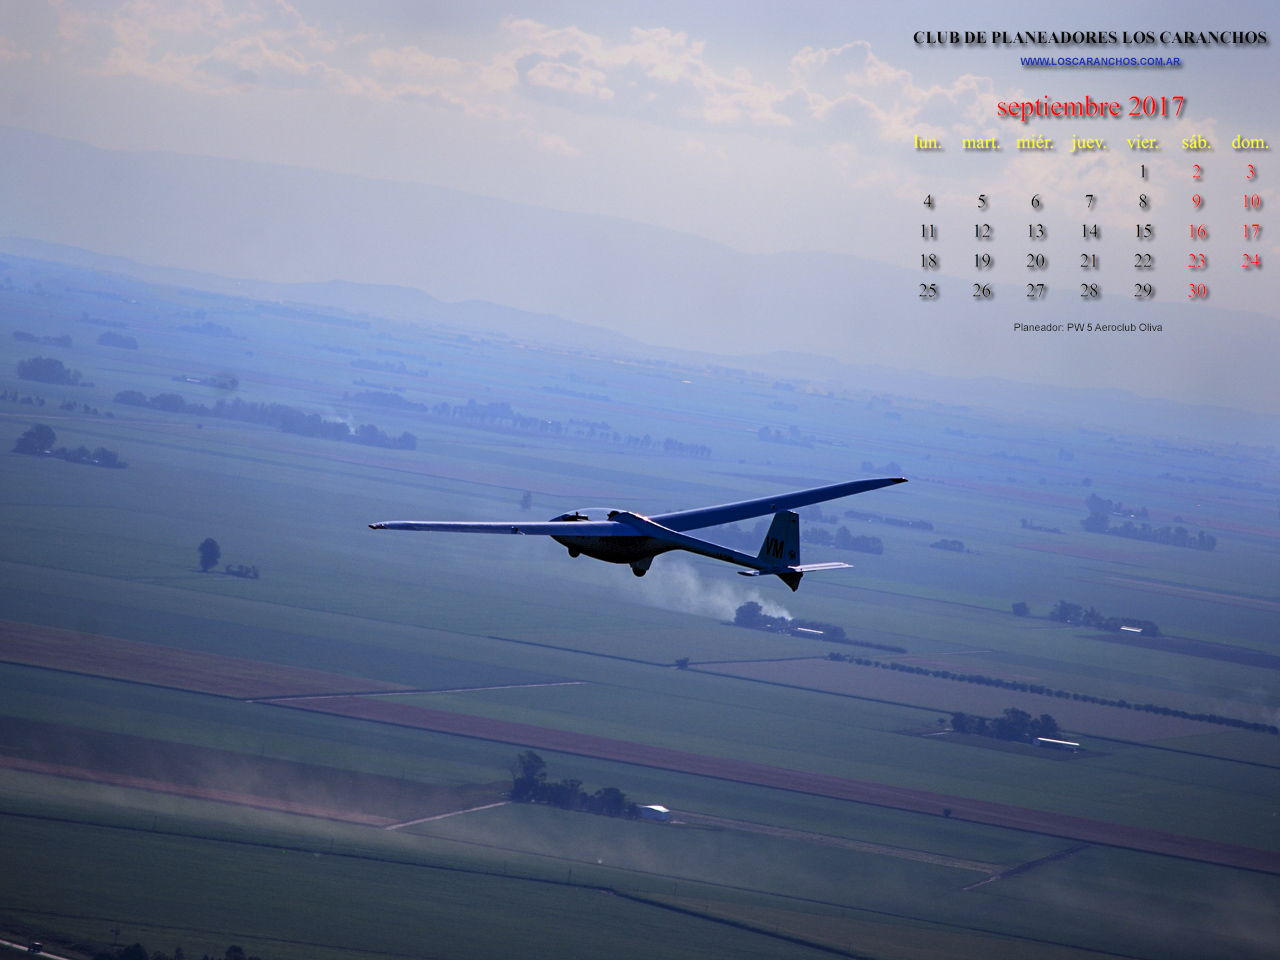 CLUB DE PLANEADORES LOS CARANCHOS
WWW.LOSCARANCHOS.COM.AR
septiembre 2017
lun. mart. miér. juev. vier. sáb. dom.
1 2 3
4 5 6 7 8 9 10
11 12 13 14 15 16 17
18 19 20 21 22 23 24
25 26 27 28 29 30
Planeador: PW 5 Aeroclub Oliva
VM